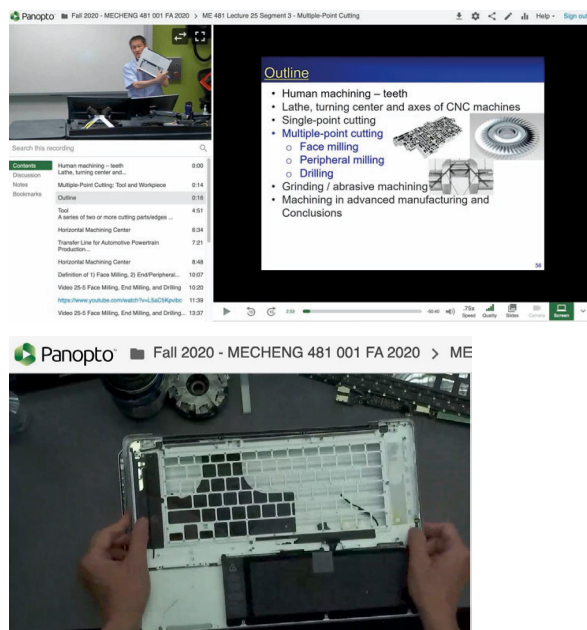 Panopto Fall 2020 - MECHENG 481 001 FA 2020 > ME 481 Lecture 25 Segment 3 - Multiple-Point Cutting Help Sign out
Search this recording
Contents
Discussion
Notes
Bookmarks
Human machining – teeth 0:00
Lathe, turning center and...
Multiple-Point Cutting: Tool and Workpiece 0:14
Outline 0:16
Tool 4:51
A series of two or more cutting parts/edges ...
Horizontal Machining Center 6:34
Transfer Line for Automotive Powertrain 7:21
Production...
Horizontal Machining Center 8:48
Definition of 1) Face Milling, 2) End/Peripheral... 10:07
Video 25-5 Face Milling, End Milling, and Drilling 10:20
11:39
Video 25-5 Face Milling, End Milling, and Drilling... 13:37
Outline
• Human machining – teeth
• Lathe, turning center and axes of CNC machines
• Single-point cutting
• Multiple-point cutting
o Face milling
o Peripheral milling
o Drilling
• Grinding / abrasive machining
• Machining in advanced manufacturing and
Conclusions
56
.75x
Speed Quality Slides Camera Screen
Panopto Fall 2020 - MECHENG 481 001 FA 2020 > ME